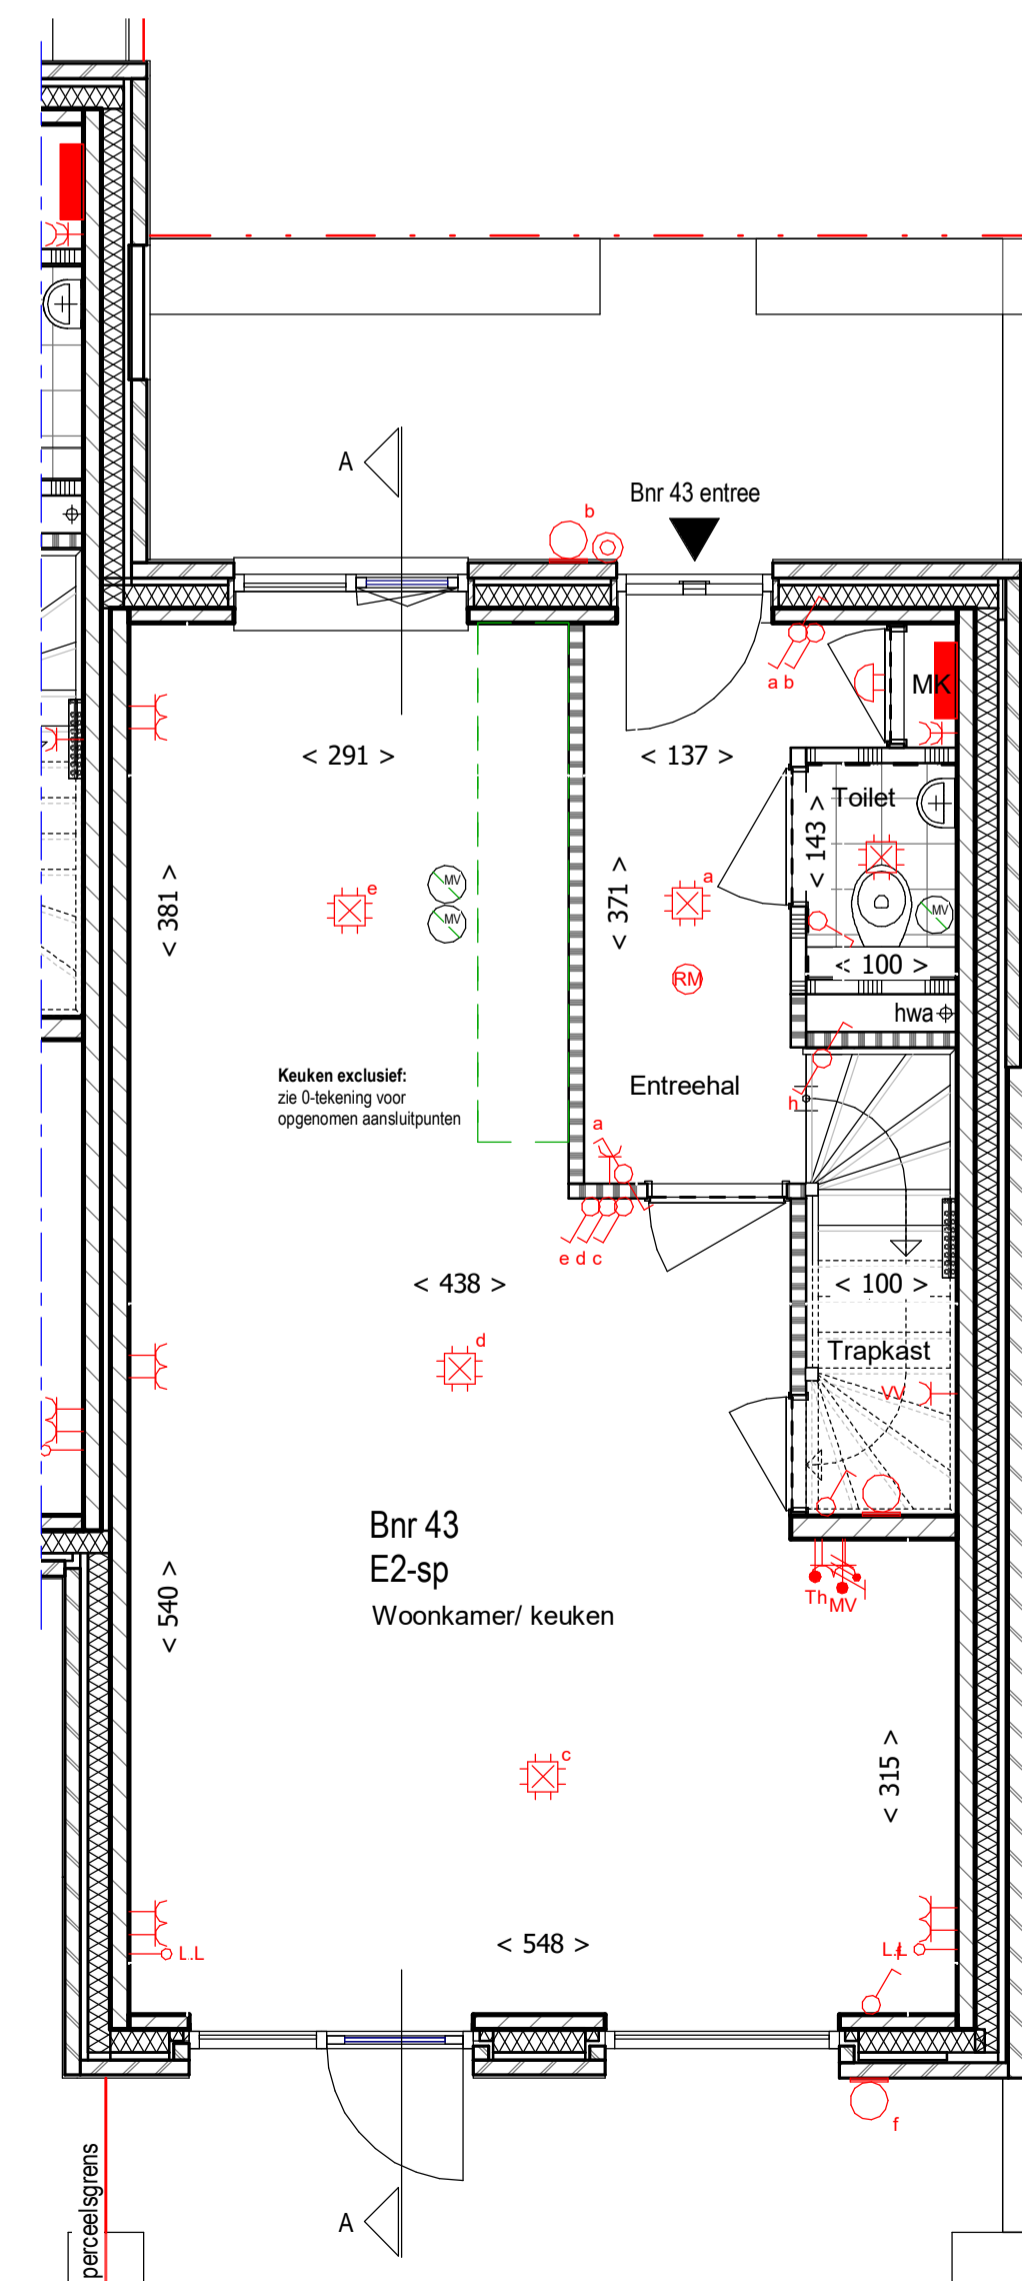 A
b
Bnr 43 entree
a b
MK
< 291 >
< 137 >
Toilet
< 143 >
< 381 >
< 371 >
MV
MV
MV
e
a
< 100 >
RM
hwa
Keuken exclusief:
zie 0-tekening voor
opgenomen aansluitpunten
Entreehal
h
a
e d c
< 438 >
< 100 >
d
Trapkast
VV
Bnr 43
E2-sp
Woonkamer/ keuken
< 540 >
Th
MV
c
< 315 >
L.L
< 548 >
L.L
f
f
A
perceelsgrens